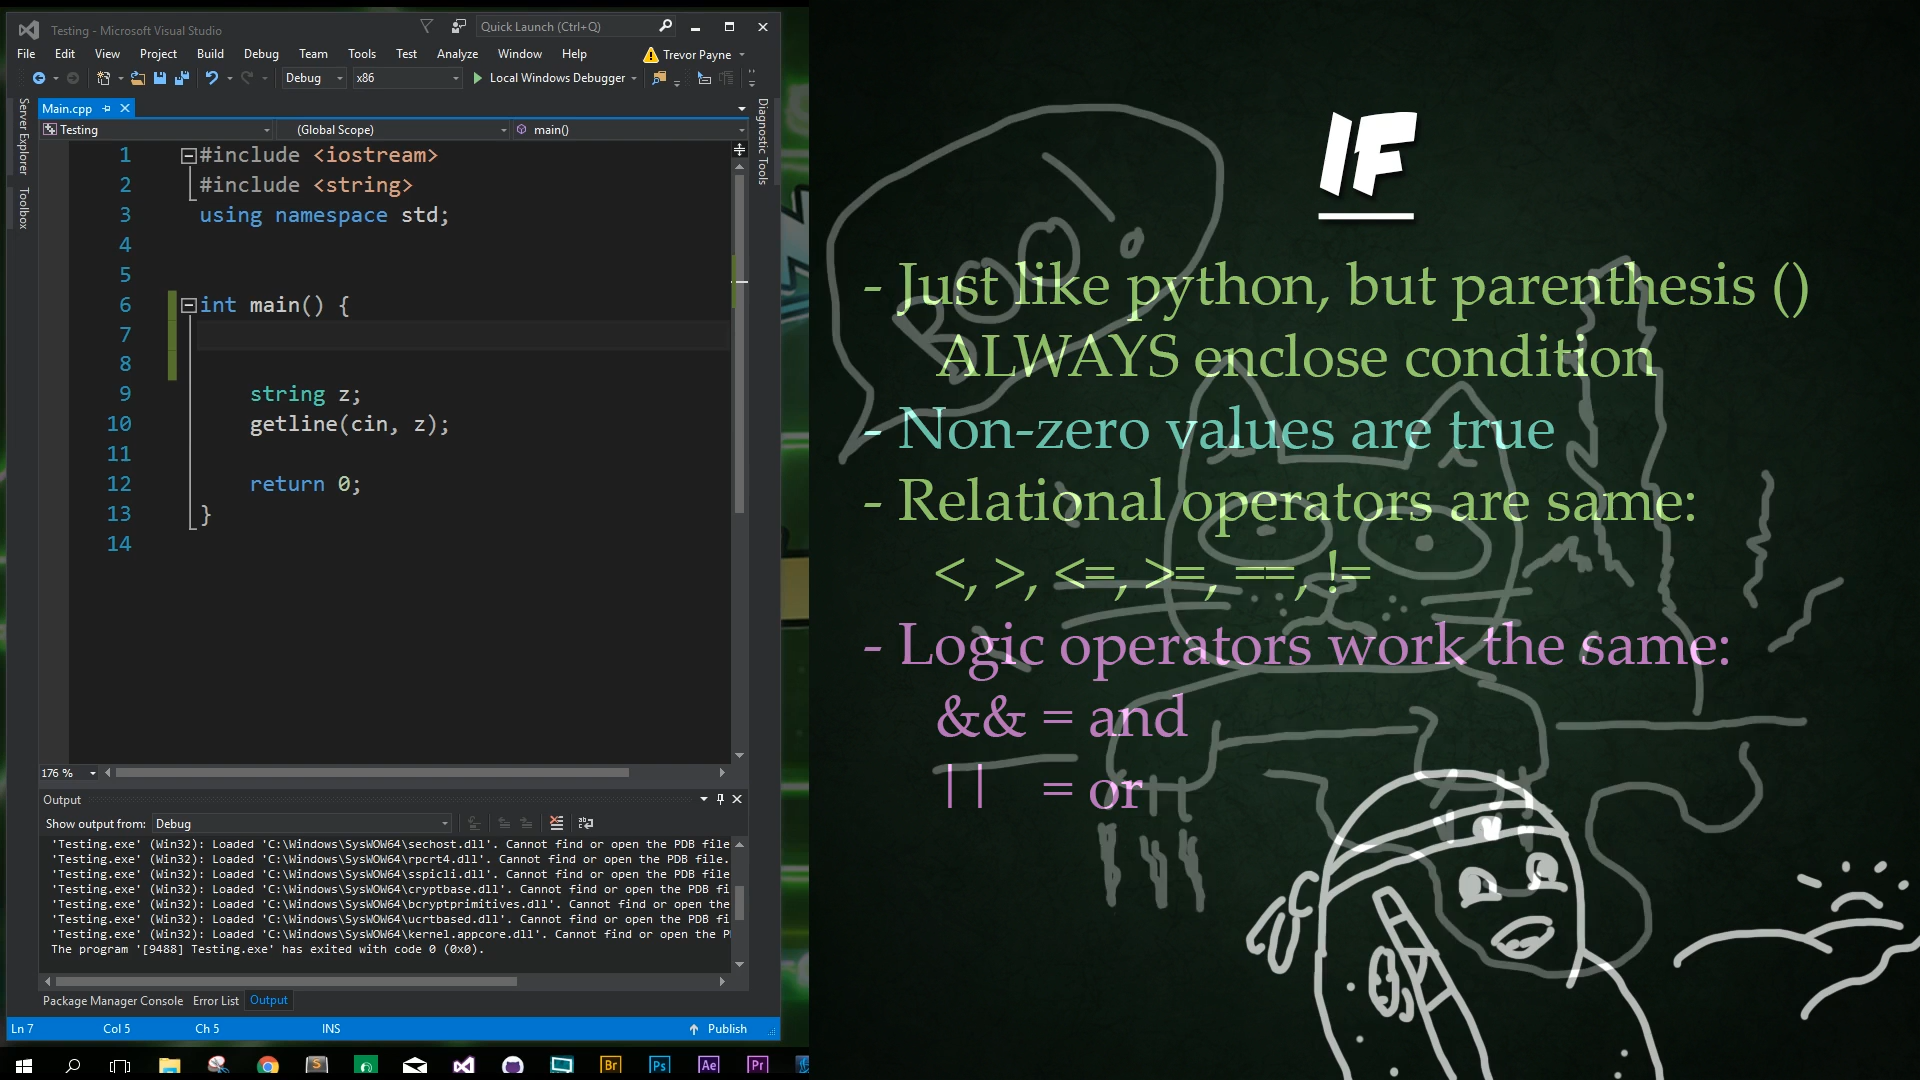 Testing - Microsoft Visual Studio
Quick Launch (Ctrl+Q)
File Edit View Project Build Debug Team Tools Test Analyze Window Help
Trevor Payne
Debug x86 Local Windows Debugger
Server Explorer
Toolbox
Diagnostic Tools
Main.cpp
Testing (Global Scope) main()
1 #include <iostream>
2 #include <string>
3 using namespace std;
4
5
6 int main() {
7
8
9 string z;
10 getline(cin, z);
11
12 return 0;
13 }
14
176 %
Output
Show output from: Debug
'Testing.exe' (Win32): Loaded 'C:\Windows\SysWOW64\sechost.dll'. Cannot find or open the PDB file
'Testing.exe' (Win32): Loaded 'C:\Windows\SysWOW64\rpcrt4.dll'. Cannot find or open the PDB file.
'Testing.exe' (Win32): Loaded 'C:\Windows\SysWOW64\sspicli.dll'. Cannot find or open the PDB file
'Testing.exe' (Win32): Loaded 'C:\Windows\SysWOW64\cryptbase.dll'. Cannot find or open the PDB fi
'Testing.exe' (Win32): Loaded 'C:\Windows\SysWOW64\bcryptprimitives.dll'. Cannot find or open the
'Testing.exe' (Win32): Loaded 'C:\Windows\SysWOW64\ucrtbased.dll'. Cannot find or open the PDB fi
'Testing.exe' (Win32): Loaded 'C:\Windows\SysWOW64\kernel.appcore.dll'. Cannot find or open the P
The program '[9488] Testing.exe' has exited with code 0 (0x0).
Package Manager Console Error List Output
Ln 7 Col 5 Ch 5 INS Publish
Br Ps Ae Pr
IF
BOO!
- Just like python, but parenthesis ()
ALWAYS enclose condition
- Non-zero values are true
- Relational operators are same:
<, >, <=, >=, ==, !=
- Logic operators work the same:
&& = and
|| = or